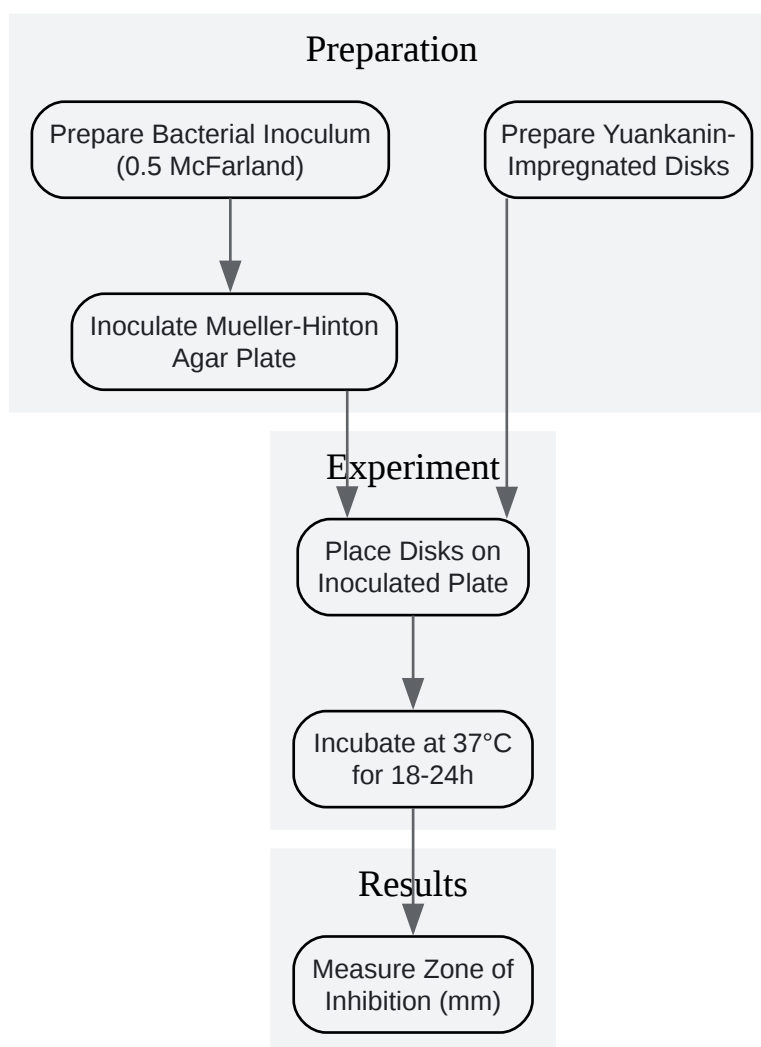 Preparation
Prepare Bacterial Inoculum
(0.5 McFarland)
Prepare Yuankanin-
Impregnated Disks
Inoculate Mueller-Hinton
Agar Plate
Experiment
Place Disks on
Inoculated Plate
Incubate at 37°C
for 18-24h
Results
Measure Zone of
Inhibition (mm)